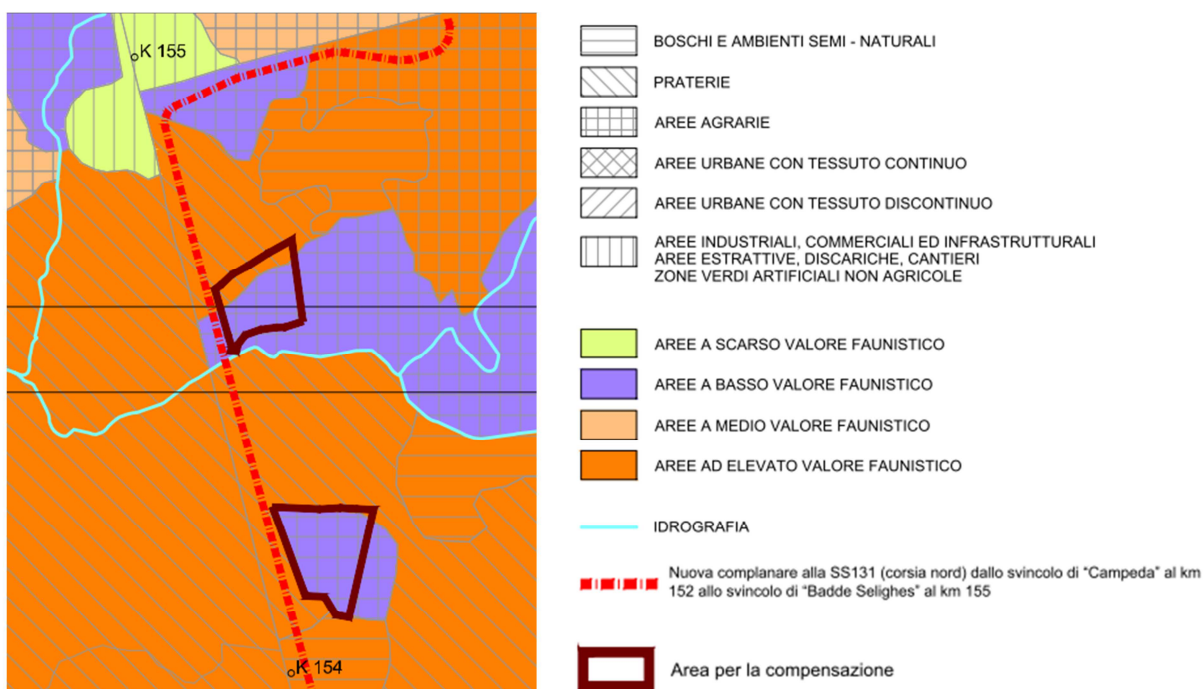 K 155
K 154
BOSCHI E AMBIENTI SEMI - NATURALI
PRATERIE
AREE AGRARIE
AREE URBANE CON TESSUTO CONTINUO
AREE URBANE CON TESSUTO DISCONTINUO
AREE INDUSTRIALI, COMMERCIALI ED INFRASTRUTTURALI
AREE ESTRATTIVE, DISCARICHE, CANTIERI
ZONE VERDI ARTIFICIALI NON AGRICOLE
AREE A SCARSO VALORE FAUNISTICO
AREE A BASSO VALORE FAUNISTICO
AREE A MEDIO VALORE FAUNISTICO
AREE AD ELEVATO VALORE FAUNISTICO
IDROGRAFIA
Nuova complanare alla SS131 (corsia nord) dallo svincolo di “Campeda” al km
152 allo svincolo di “Badde Selighes” al km 155
Area per la compensazione